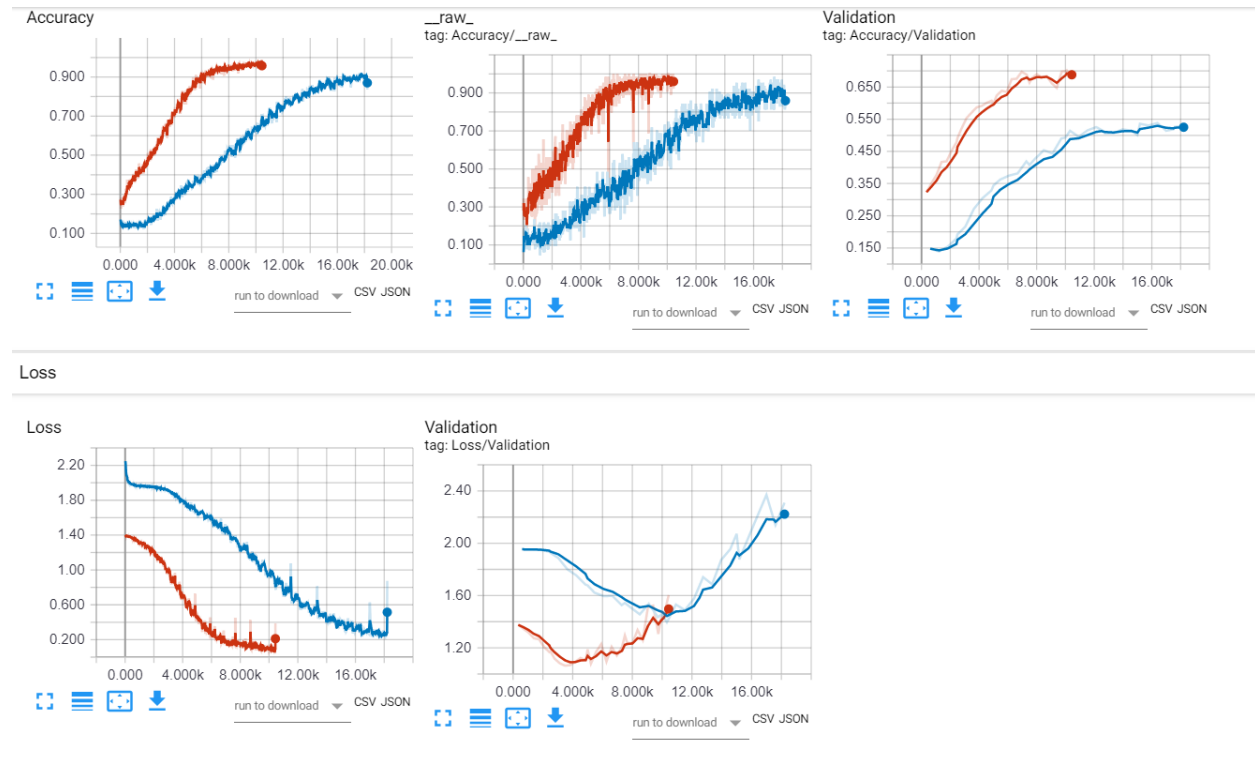 Accuracy
0.900
0.700
0.500
0.300
0.100
0.000 4.000k 8.000k 12.00k 16.00k 20.00k
run to download CSV JSON
__raw_
tag: Accuracy/__raw_
0.900
0.700
0.500
0.300
0.100
0.000 4.000k 8.000k 12.00k 16.00k
run to download CSV JSON
Validation
tag: Accuracy/Validation
0.650
0.550
0.450
0.350
0.250
0.150
0.000 4.000k 8.000k 12.00k 16.00k
run to download CSV JSON
Loss
Loss
2.20
1.80
1.40
1.00
0.600
0.200
0.000 4.000k 8.000k 12.00k 16.00k
run to download CSV JSON
Validation
tag: Loss/Validation
2.40
2.00
1.60
1.20
0.000 4.000k 8.000k 12.00k 16.00k
run to download CSV JSON